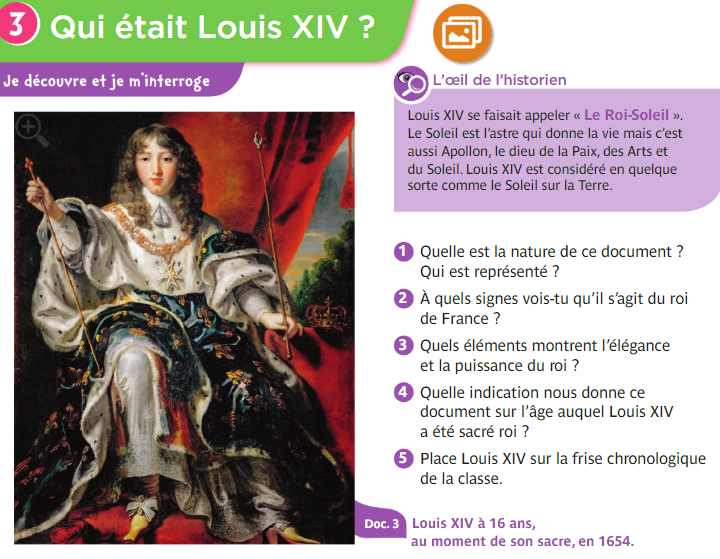 3 Qui était Louis XIV ?
Je découvre et je m'interroge
L'œil de l'historien
Louis XIV se faisait appeler « Le Roi-Soleil ».
Le Soleil est l'astre qui donne la vie mais c'est
aussi Apollon, le dieu de la Paix, des Arts et
du Soleil. Louis XIV est considéré en quelque
sorte comme le Soleil sur la Terre.
1 Quelle est la nature de ce document ?
Qui est représenté ?
2 À quels signes vois-tu qu'il s'agit du roi
de France ?
3 Quels éléments montrent l'élégance
et la puissance du roi ?
4 Quelle indication nous donne ce
document sur l'âge auquel Louis XIV
a été sacré roi ?
5 Place Louis XIV sur la frise chronologique
de la classe.
Doc. 3 Louis XIV à 16 ans,
au moment de son sacre, en 1654.